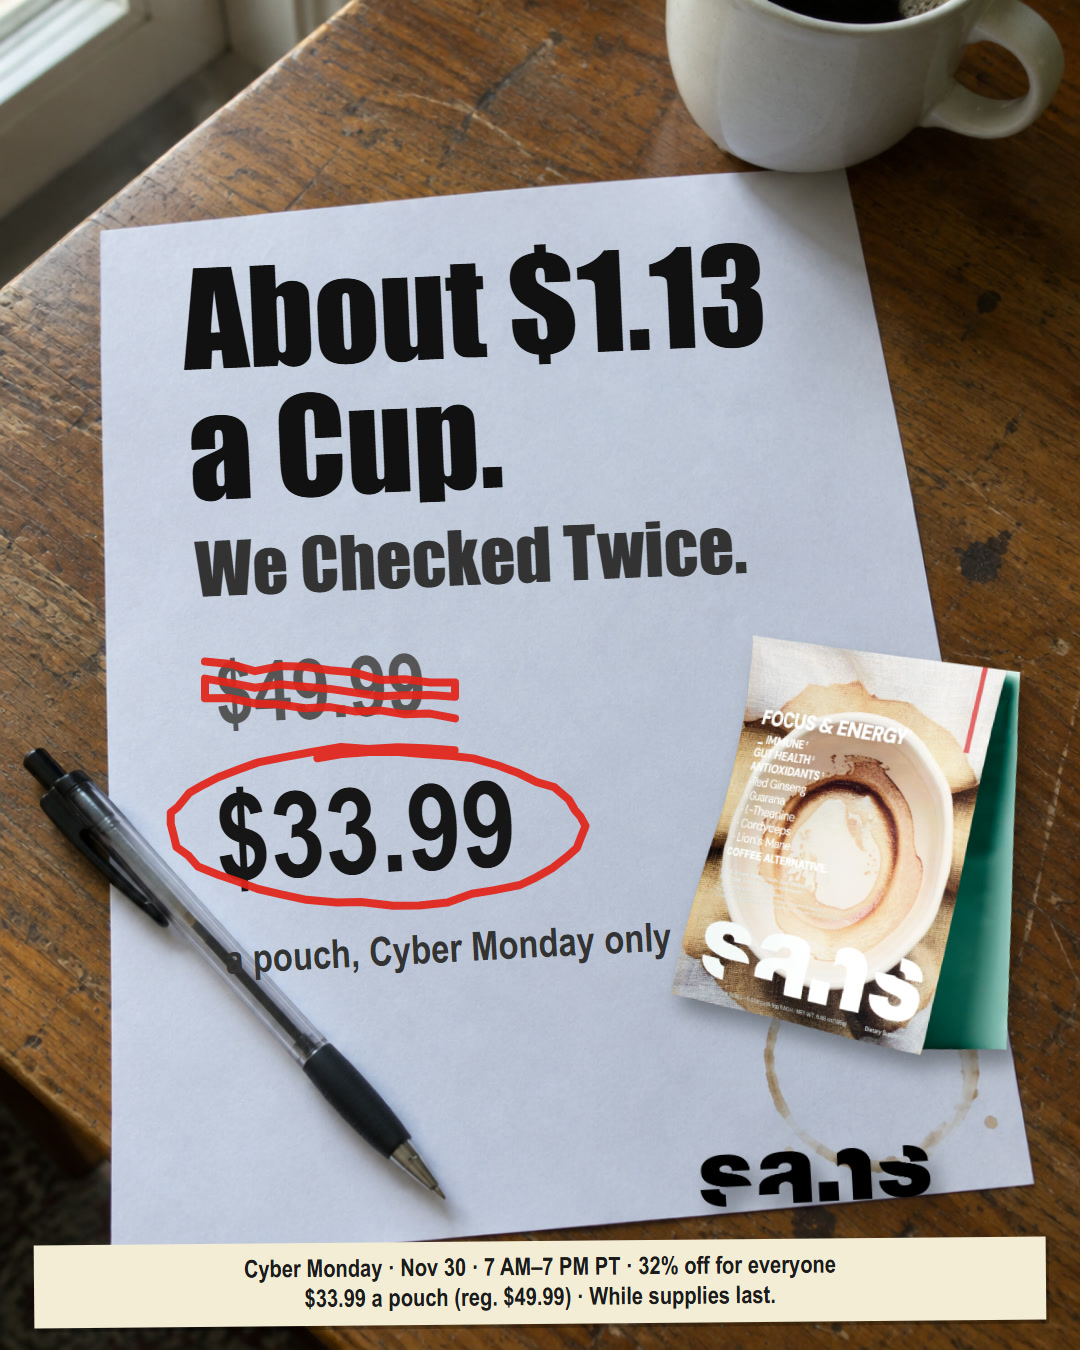 About $1.13
a Cup.
We Checked Twice.
$49.99
$33.99
a pouch, Cyber Monday only
FOCUS & ENERGY
IMMUNE†
GUT HEALTH†
ANTIOXIDANTS†
Red Ginseng
Guarana
L-Theanine
Cordyceps
Lion's Mane
COFFEE ALTERNATIVE
sans
sans
Cyber Monday · Nov 30 · 7 AM–7 PM PT · 32% off for everyone
$33.99 a pouch (reg. $49.99) · While supplies last.